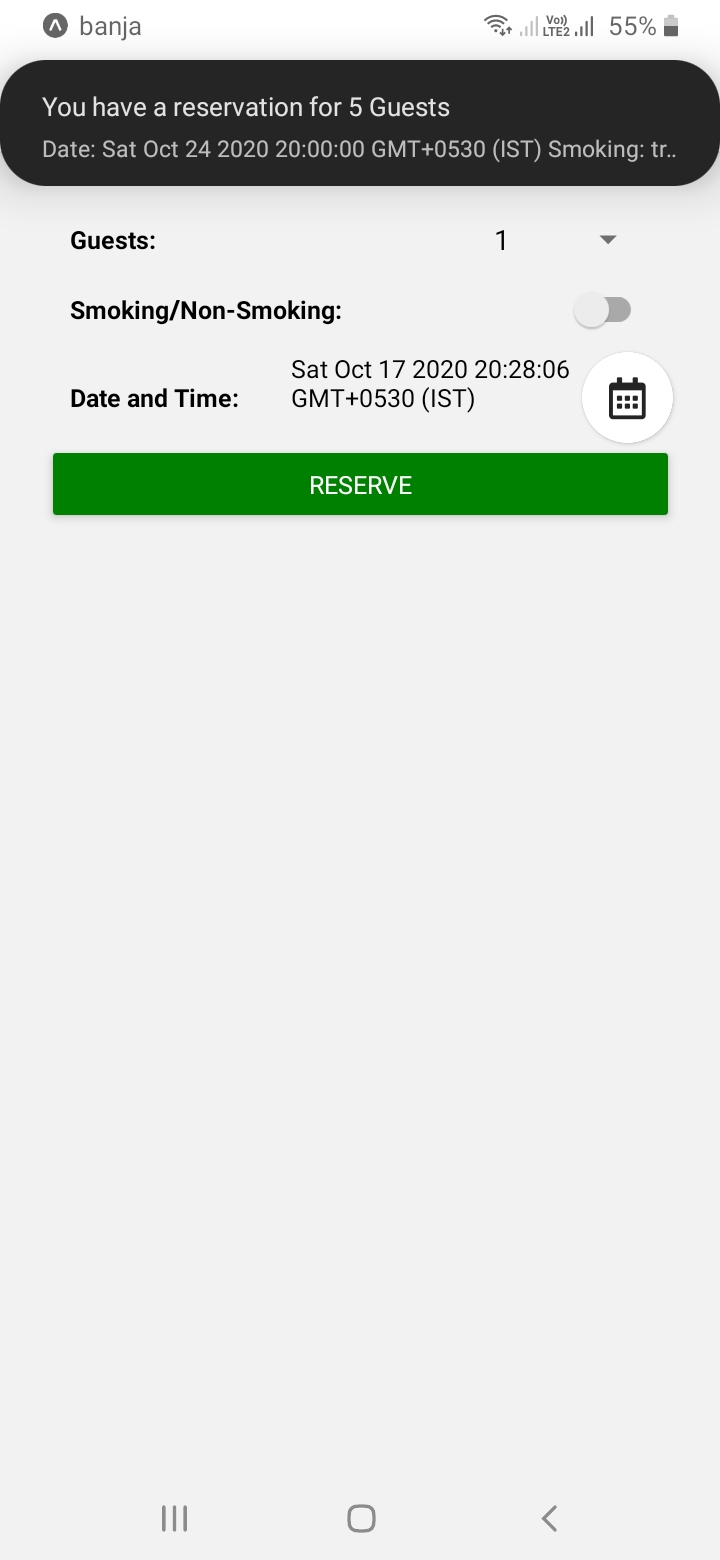 banja
Vo)) LTE2 55%
You have a reservation for 5 Guests
Date: Sat Oct 24 2020 20:00:00 GMT+0530 (IST) Smoking: tr..
Guests: 1
Smoking/Non-Smoking:
Sat Oct 17 2020 20:28:06
Date and Time: GMT+0530 (IST)
RESERVE